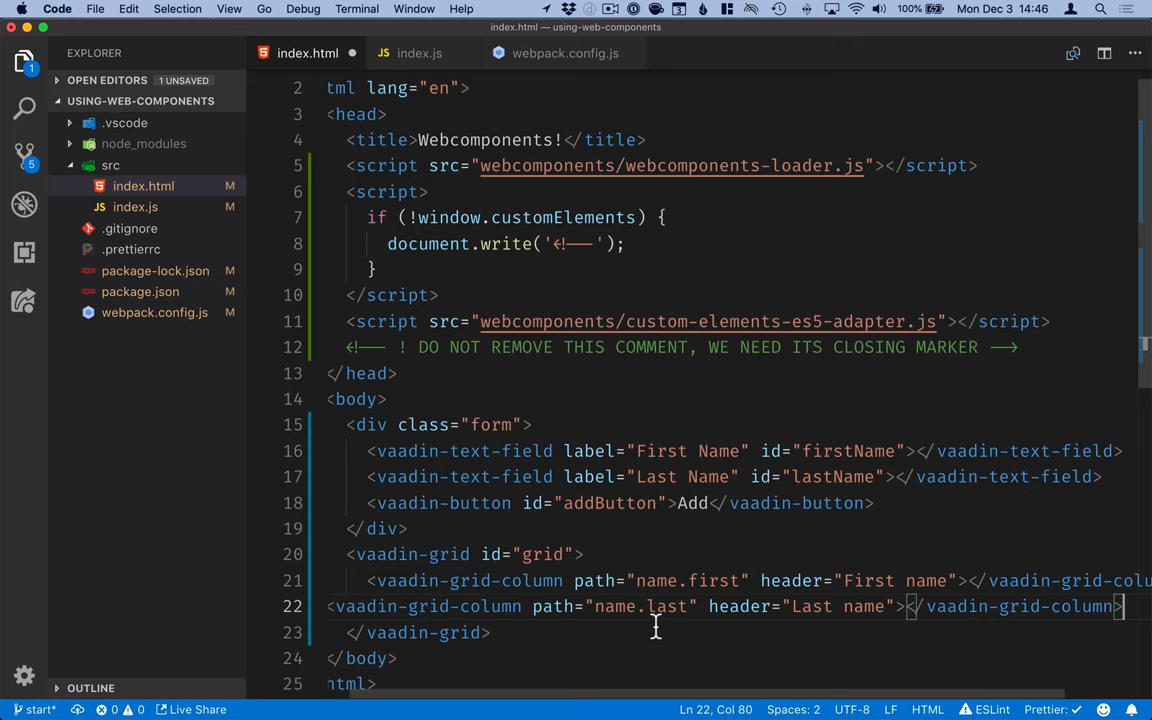 Code File Edit Selection View Go Debug Terminal Window Help 3 100% Mon Dec 3 14:46
index.html — using-web-components
EXPLORER
index.html
JS index.js
webpack.config.js
OPEN EDITORS 1 UNSAVED
USING-WEB-COMPONENTS
.vscode
node_modules
src
index.html M
JS index.js M
.gitignore
.prettierrc
package-lock.json M
package.json M
webpack.config.js M
OUTLINE
1
5
2 tml lang="en">
3 <head>
4 <title>Webcomponents!</title>
5 <script src="webcomponents/webcomponents-loader.js"></script>
6 <script>
7 if (!window.customElements) {
8 document.write('<!--');
9 }
10 </script>
11 <script src="webcomponents/custom-elements-es5-adapter.js"></script>
12 <!-- ! DO NOT REMOVE THIS COMMENT, WE NEED ITS CLOSING MARKER -->
13 </head>
14 <body>
15 <div class="form">
16 <vaadin-text-field label="First Name" id="firstName"></vaadin-text-field>
17 <vaadin-text-field label="Last Name" id="lastName"></vaadin-text-field>
18 <vaadin-button id="addButton">Add</vaadin-button>
19 </div>
20 <vaadin-grid id="grid">
21 <vaadin-grid-column path="name.first" header="First name"></vaadin-grid-colu
22 <vaadin-grid-column path="name.last" header="Last name"></vaadin-grid-column>
23 </vaadin-grid>
24 </body>
25 html>
start* 0 0 Live Share Ln 22, Col 80 Spaces: 2 UTF-8 LF HTML ESLint Prettier: ✓